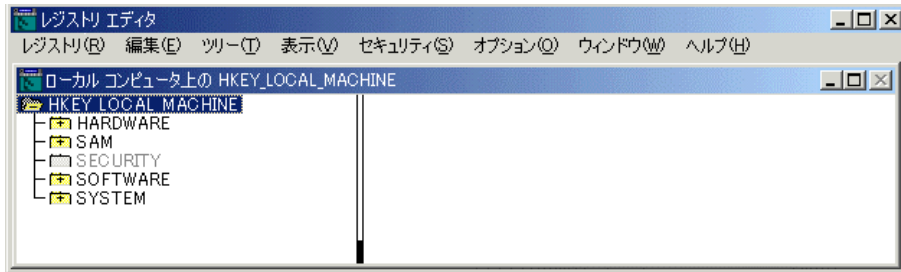 レジストリ エディタ
レジストリ(R) 編集(E) ツリー(T) 表示(V) セキュリティ(S) オプション(O) ウィンドウ(W) ヘルプ(H)
ローカル コンピュータ上の HKEY_LOCAL_MACHINE
HKEY_LOCAL_MACHINE
HARDWARE
SAM
SECURITY
SOFTWARE
SYSTEM